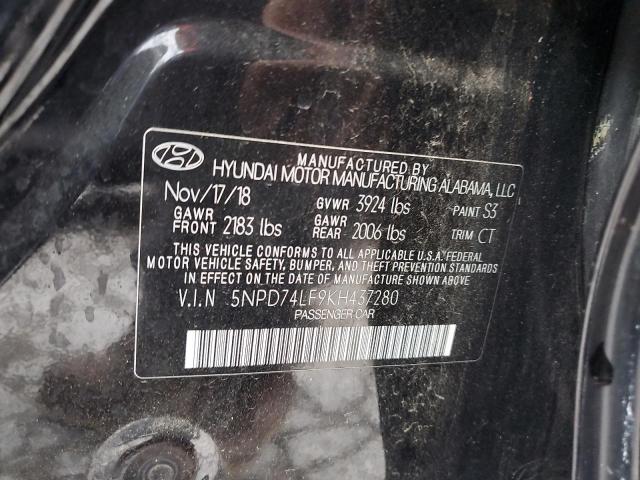 MANUFACTURED BY
HYUNDAI MOTOR MANUFACTURING ALABAMA, LLC
Nov/17/18 GVWR 3924 lbs PAINT S3
GAWR FRONT 2183 lbs GAWR REAR 2006 lbs TRIM CT
THIS VEHICLE CONFORMS TO ALL APPLICABLE U.S.A. FEDERAL
MOTOR VEHICLE SAFETY, BUMPER, AND THEFT PREVENTION STANDARDS
IN EFFECT ON THE DATE OF MANUFACTURE SHOWN ABOVE.
V.I.N 5NPD74LF9KH437280
PASSENGER CAR